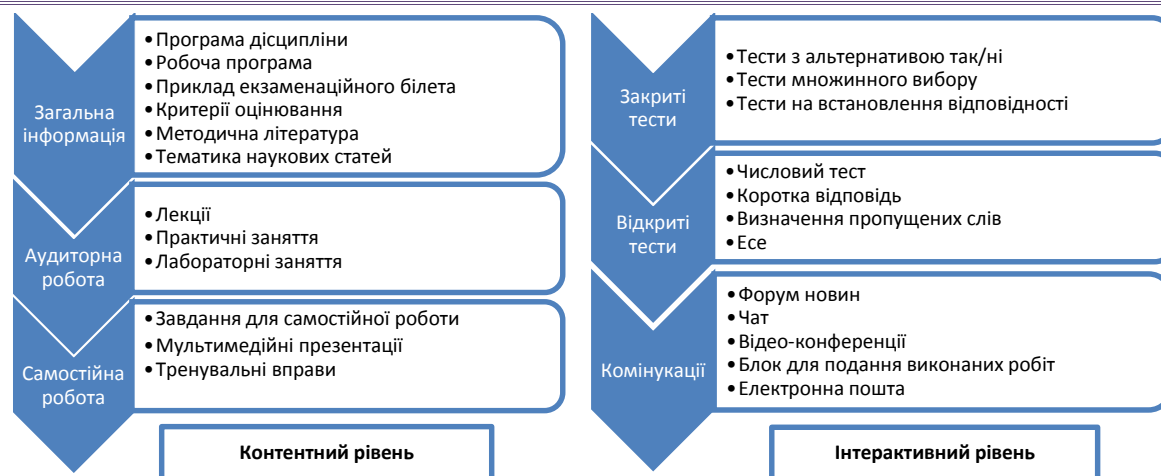 Загальна
інформація
•Програма дісципліни
•Робоча програма
•Приклад екзаменаційного білета
•Критерії оцінювання
•Методична література
•Тематика наукових статей
Аудиторна
робота
•Лекції
•Практичні заняття
•Лабораторні заняття
Самостійна
робота
•Завдання для самостійної роботи
•Мультимедійні презентації
•Тренувальні вправи
Контентний рівень
Закриті
тести
•Тести з альтернативою так/ні
•Тести множинного вибору
•Тести на встановлення відповідності
Відкриті
тести
•Числовий тест
•Коротка відповідь
•Визначення пропущених слів
•Есе
Комінукації
•Форум новин
•Чат
•Відео-конференції
•Блок для подання виконаних робіт
•Електронна пошта
Інтерактивний рівень